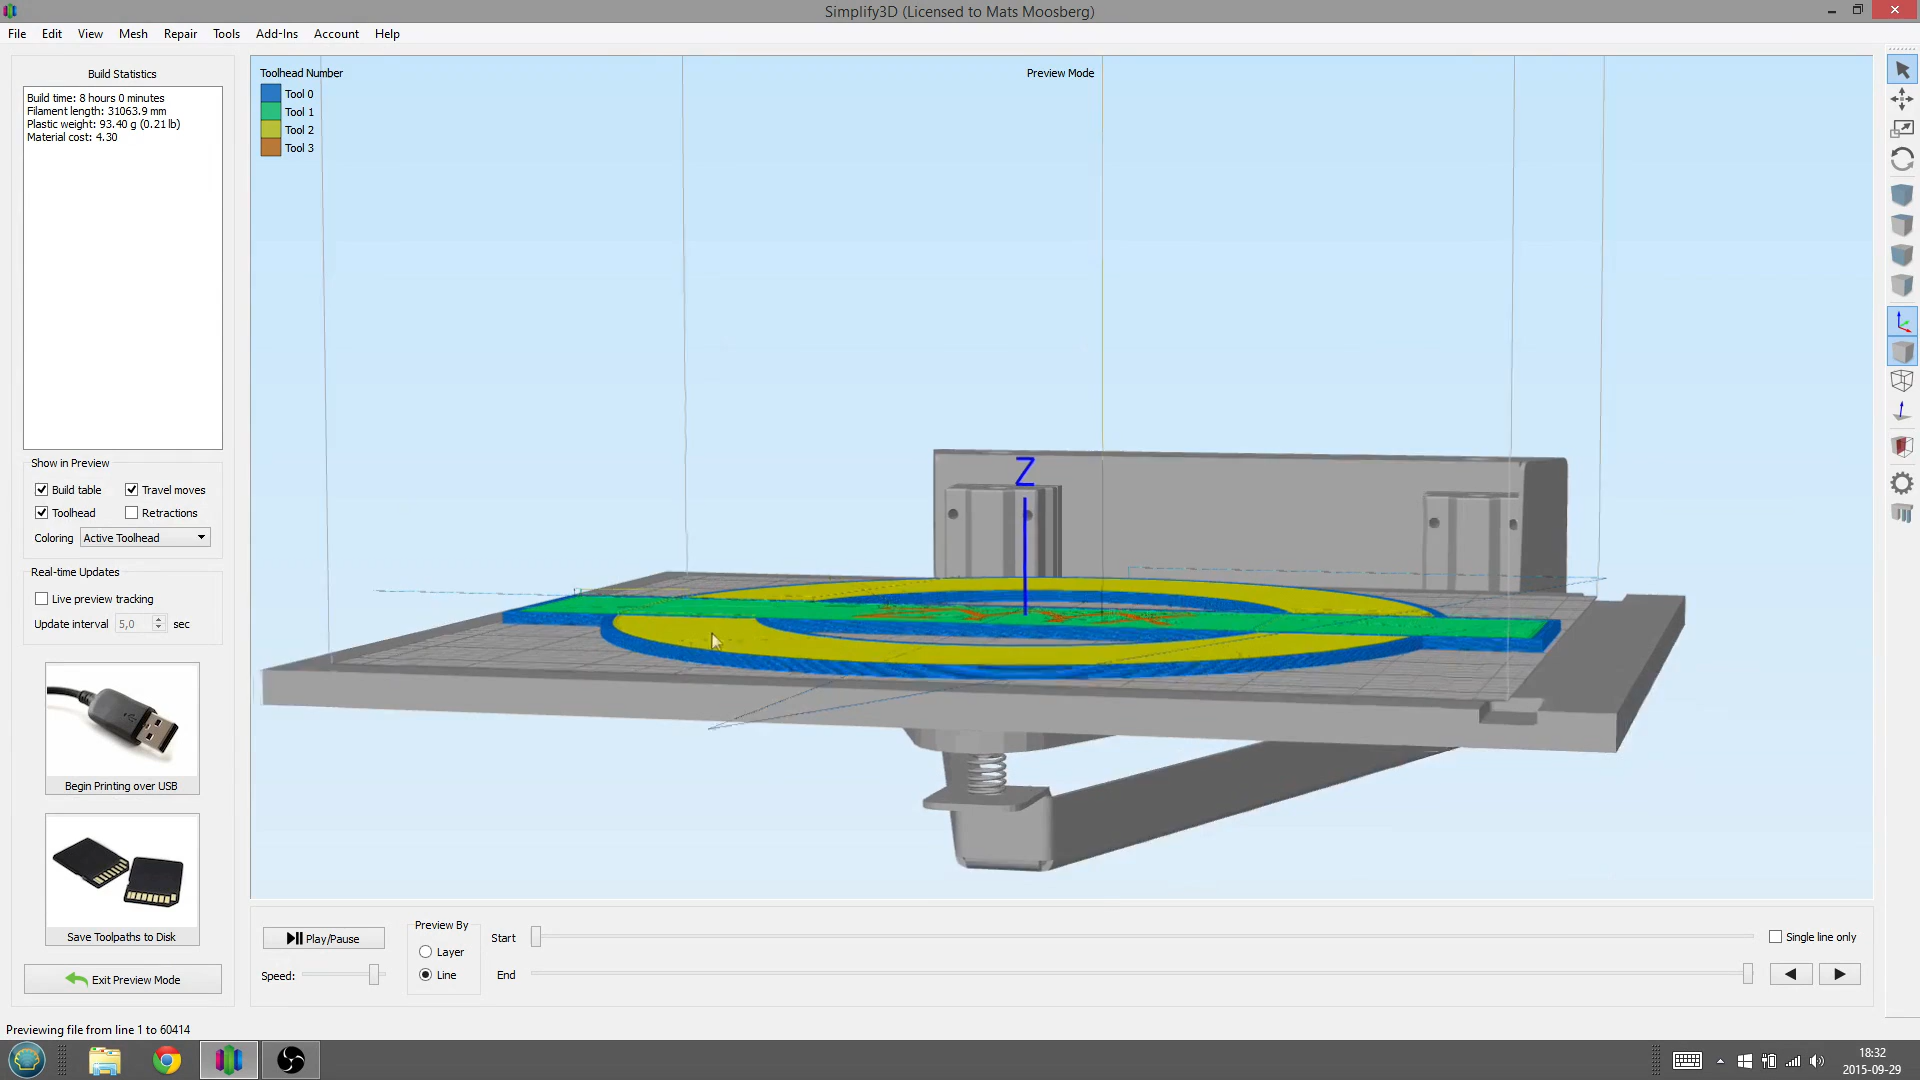 Simplify3D (Licensed to Mats Moosberg)
File Edit View Mesh Repair Tools Add-Ins Account Help
Build Statistics
Build time: 8 hours 0 minutes
Filament length: 31063.9 mm
Plastic weight: 93.40 g (0.21 lb)
Material cost: 4.30
Toolhead Number
Tool 0
Tool 1
Tool 2
Tool 3
Preview Mode
Z
Show in Preview
Build table Travel moves
Toolhead Retractions
Coloring Active Toolhead
Real-time Updates
Live preview tracking
Update interval 5,0 sec
Begin Printing over USB
Save Toolpaths to Disk
Exit Preview Mode
Play/Pause
Speed:
Preview By
Layer
Line
Start
End
Single line only
Previewing file from line 1 to 60414
18:32
2015-09-29